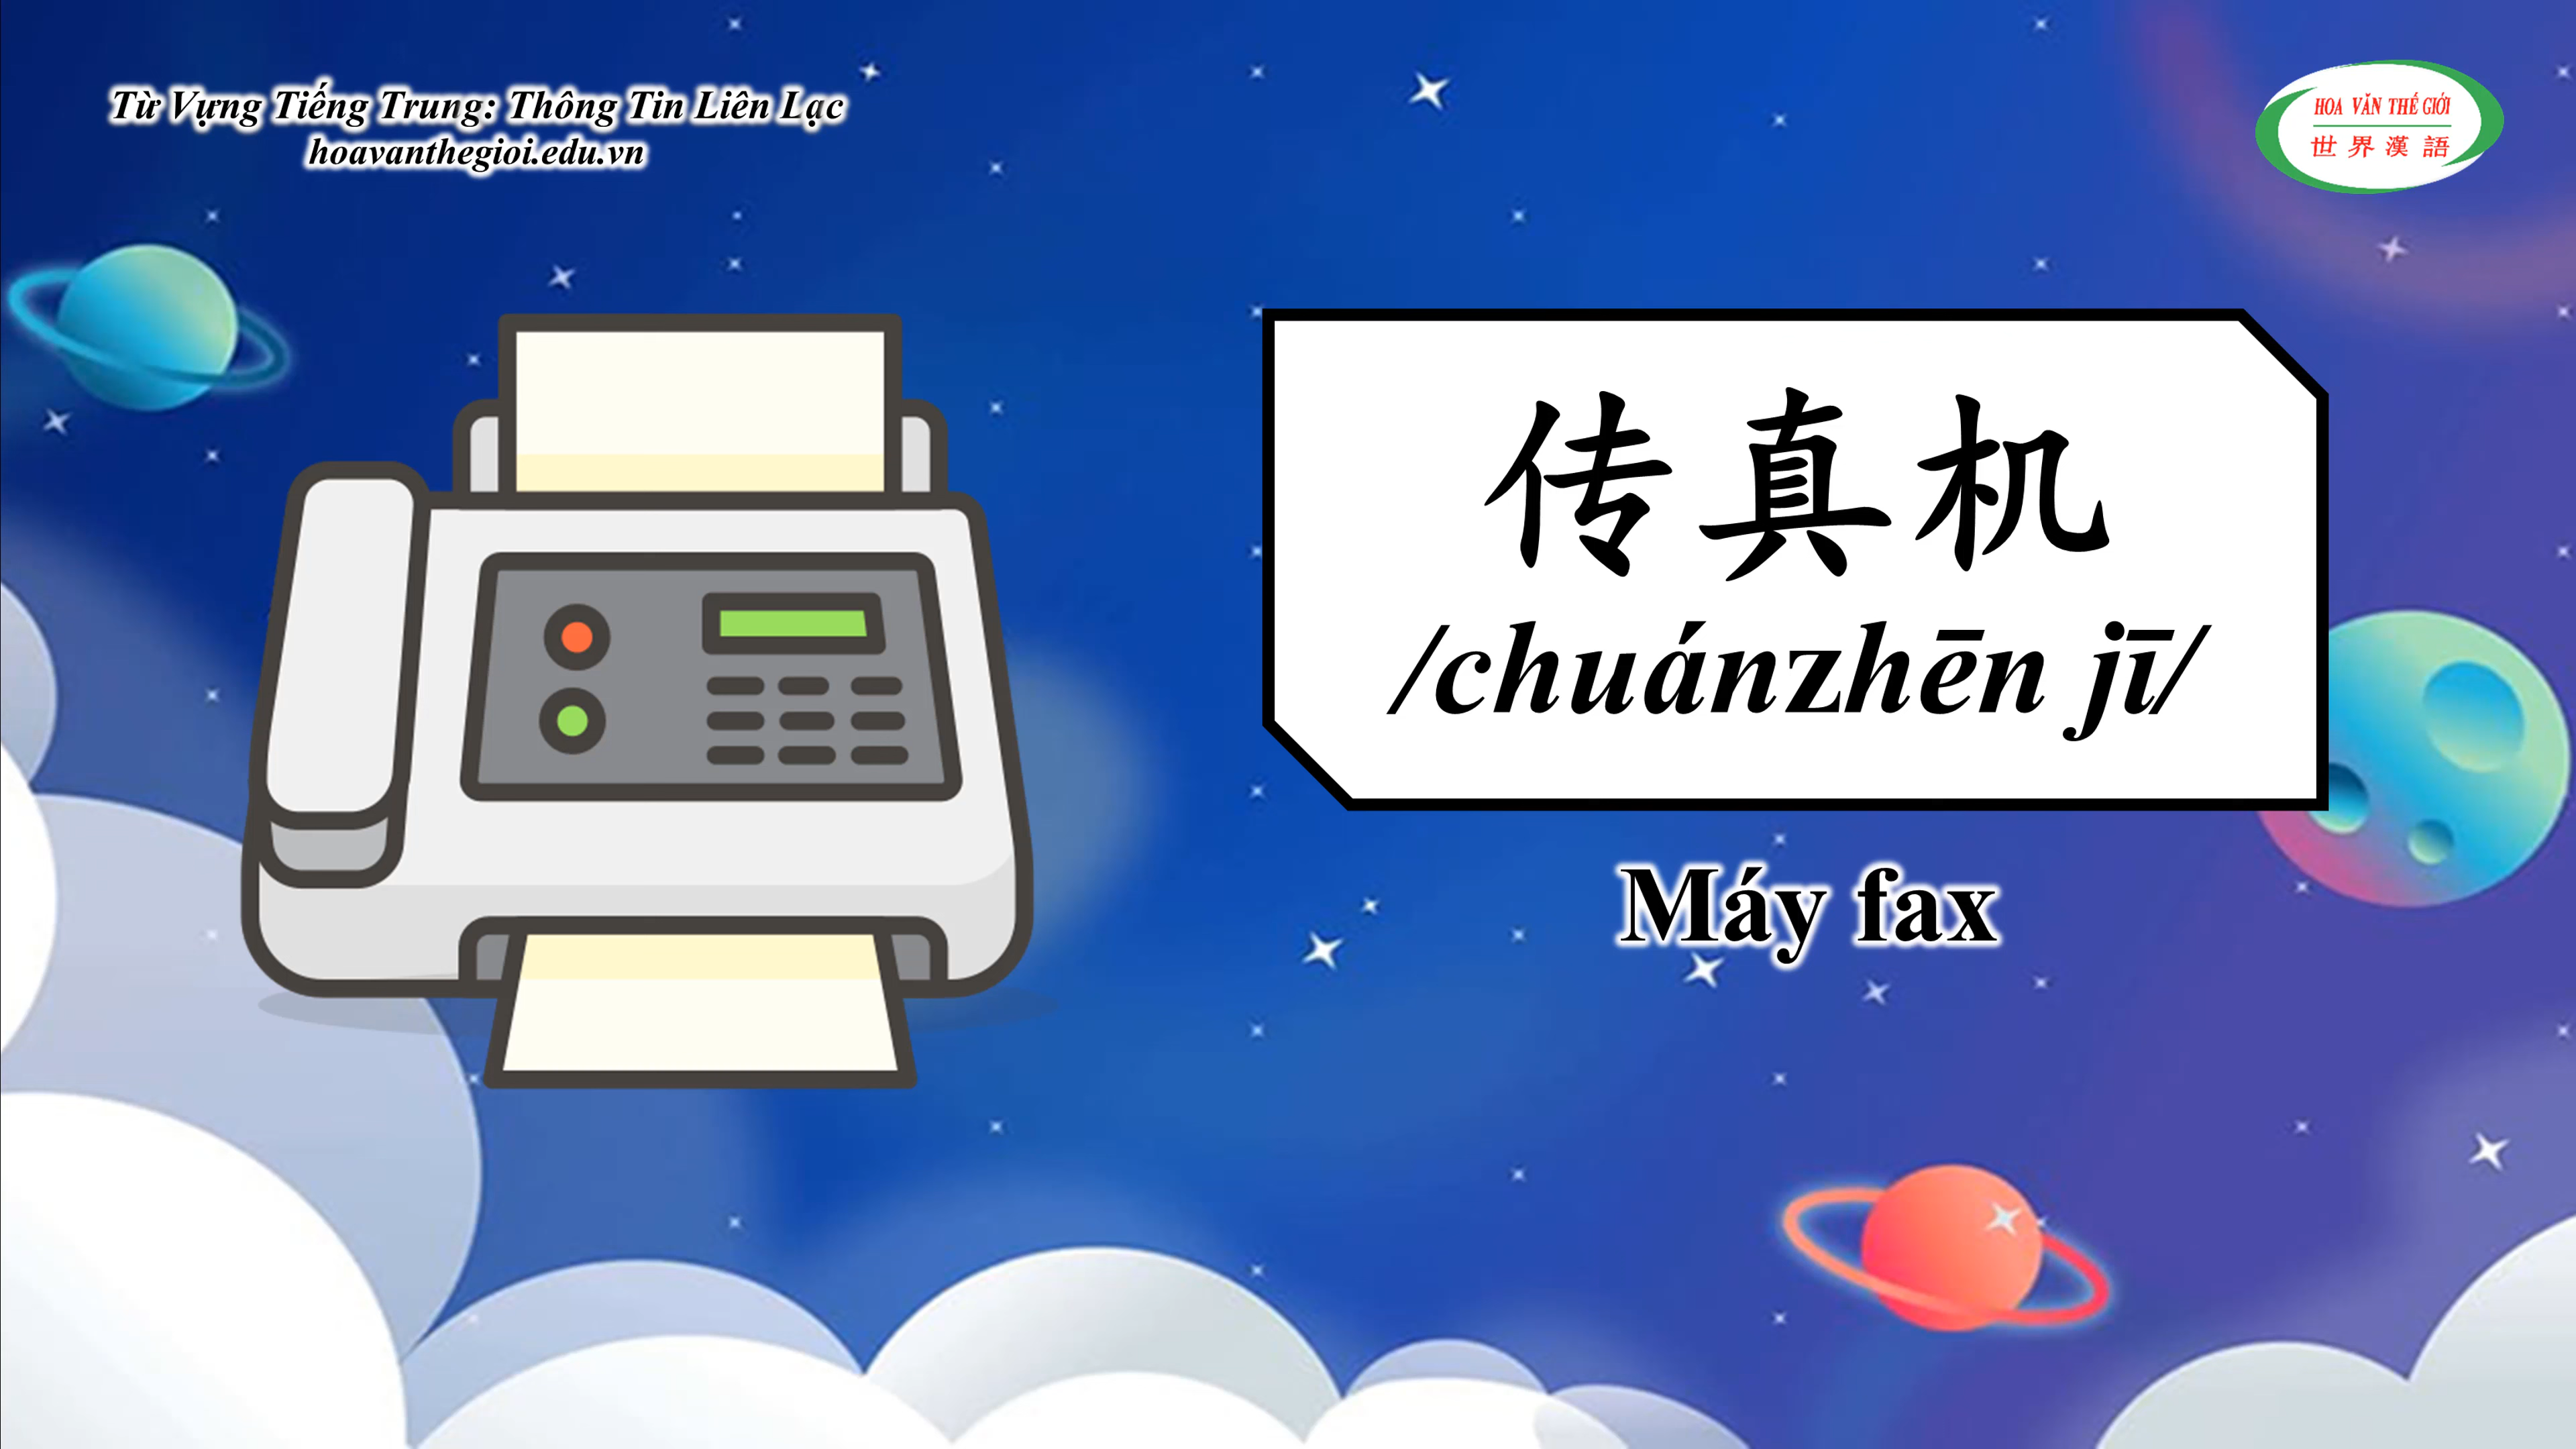 Từ Vựng Tiếng Trung: Thông Tin Liên Lạc
hoavanthegioi.edu.vn
HOA VĂN THẾ GIỚI
世界漢語
传真机
/chuánzhēn jī/
Máy fax